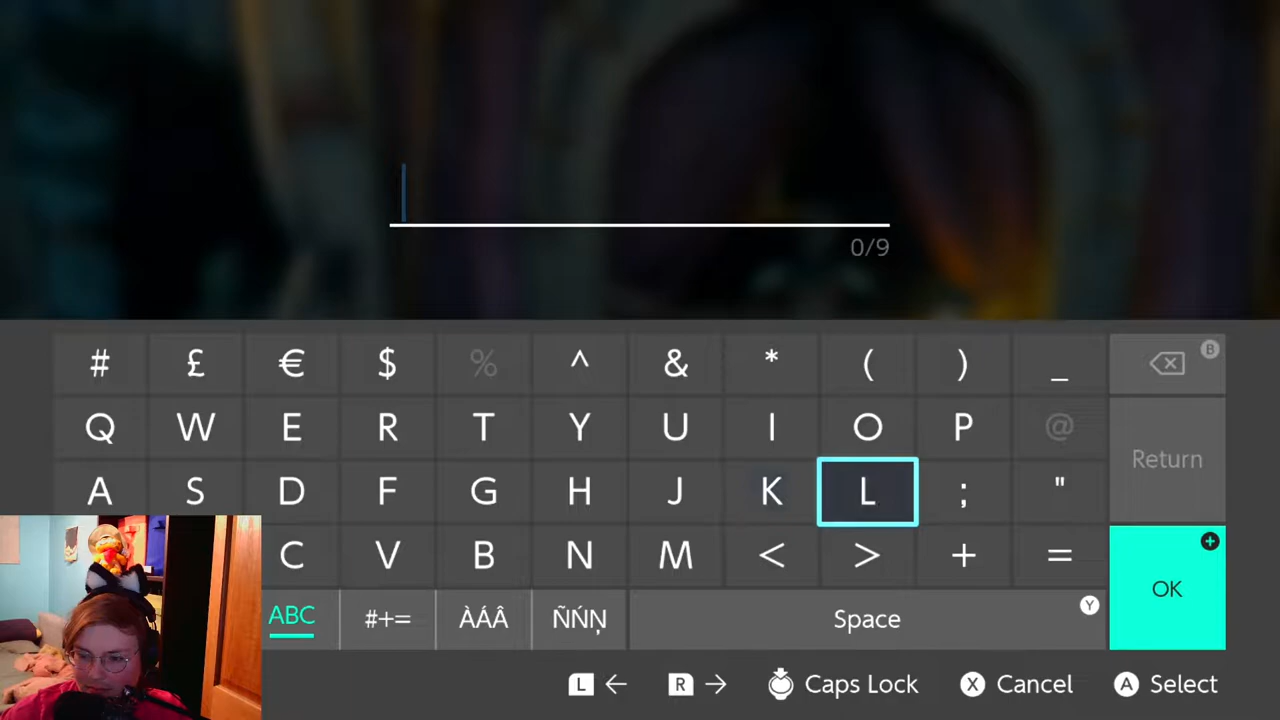 0/9
# £ € $ % ^ & * ( ) _ B
Q W E R T Y U I O P @ Return
A S D F G H J K L ; "
C V B N M < > + = OK +
ABC #+= ÀÁÂ ÑŃŅ Space Y
L ← R → Caps Lock X Cancel A Select